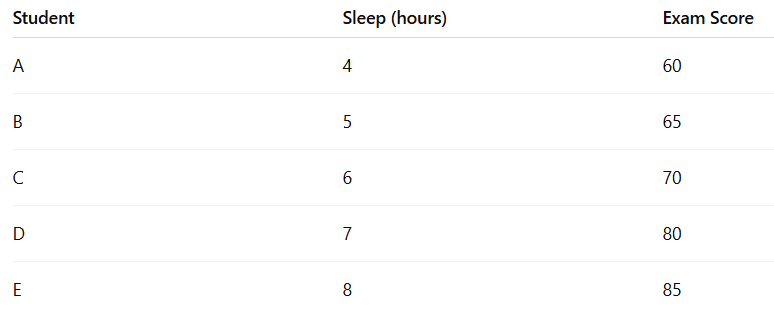 Student Sleep (hours) Exam Score
A 4 60
B 5 65
C 6 70
D 7 80
E 8 85